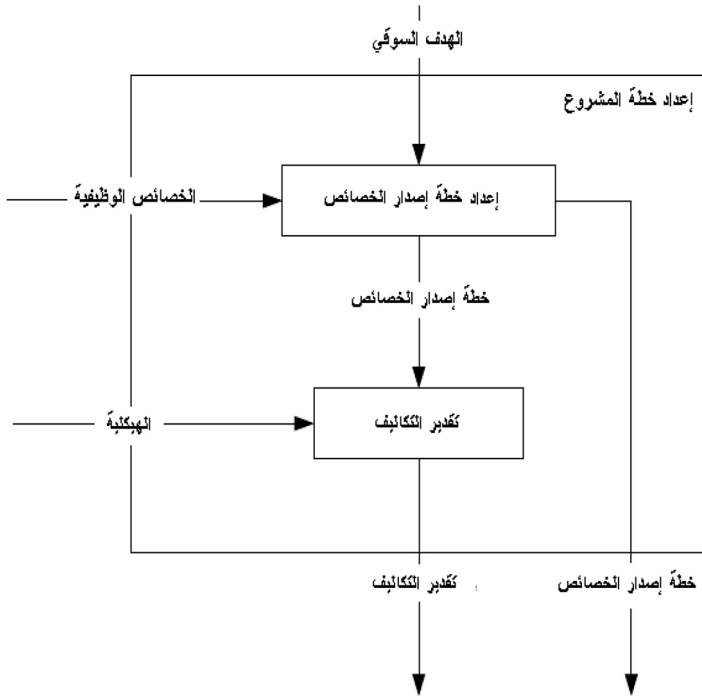 الهدف السوقي
إعداد خطة المشروع
الخصائص الوظيفية
إعداد خطة إصدار الخصائص
خطة إصدار الخصائص
الهيكلية
تقدير التكاليف
تقدير التكاليف
خطة إصدار الخصائص